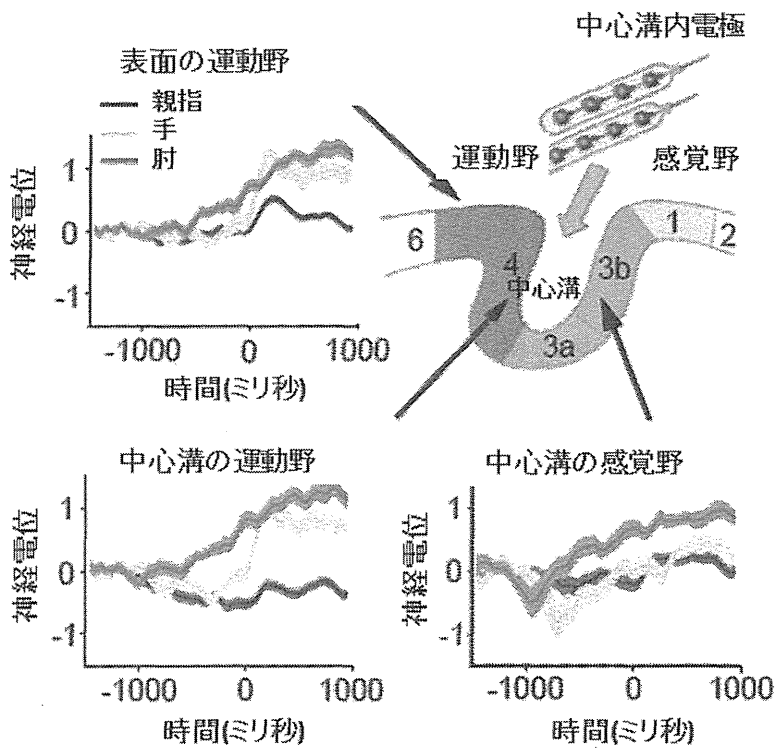 中心溝内電極
表面の運動野
親指
手
肘
運動野
感覚野
神経電位
1
0
-1
-1000
0
1000
時間(ミリ秒)
6
4
中心溝
3a
3b
1
2
中心溝の運動野
神経電位
1
0
-1
-1000
0
1000
時間(ミリ秒)
中心溝の感覚野
神経電位
1
0
-1
-1000
0
1000
時間(ミリ秒)